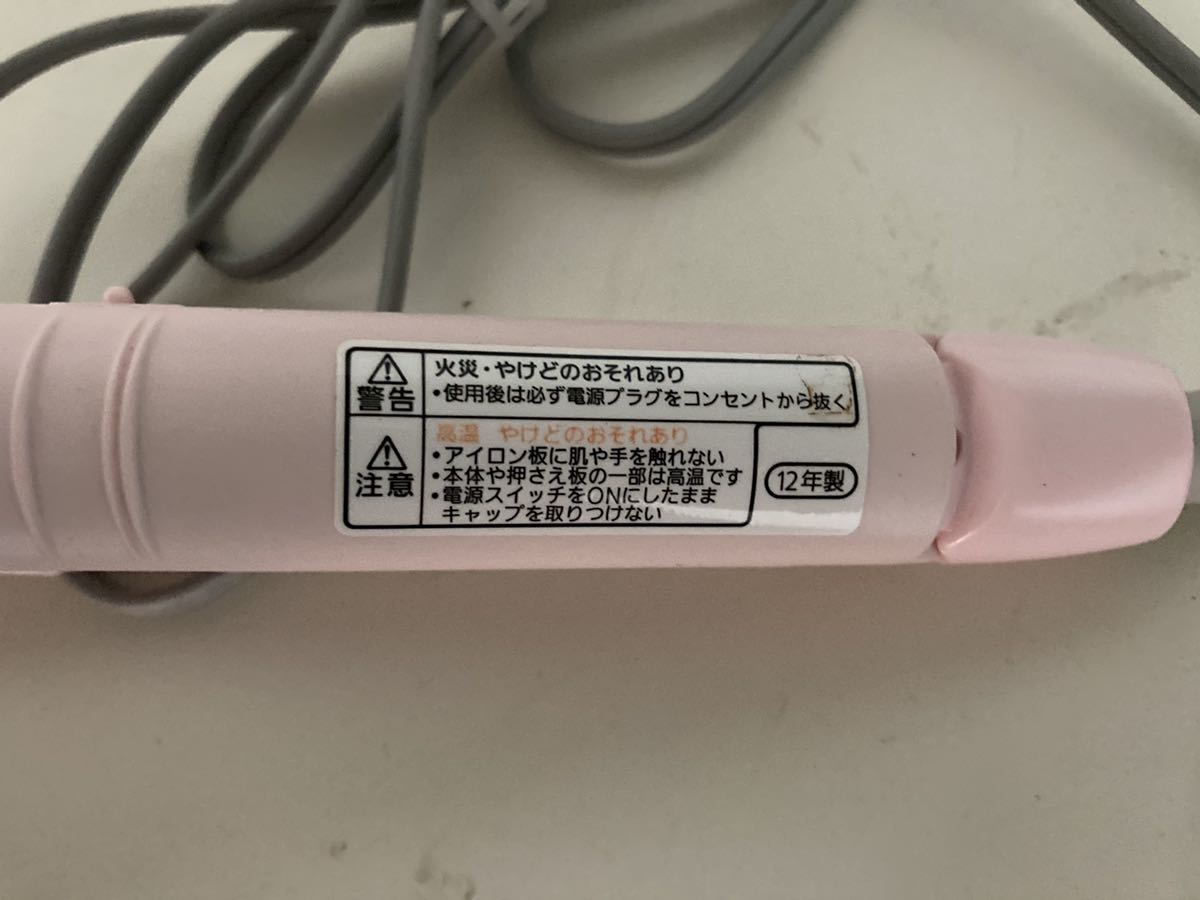 警告
火災・やけどのおそれあり
・使用後は必ず電源プラグをコンセントから抜く
注意
高温 やけどのおそれあり
・アイロン板に肌や手を触れない
・本体や押さえ板の一部は高温です
・電源スイッチをONにしたまま
キャップを取りつけない
12年製